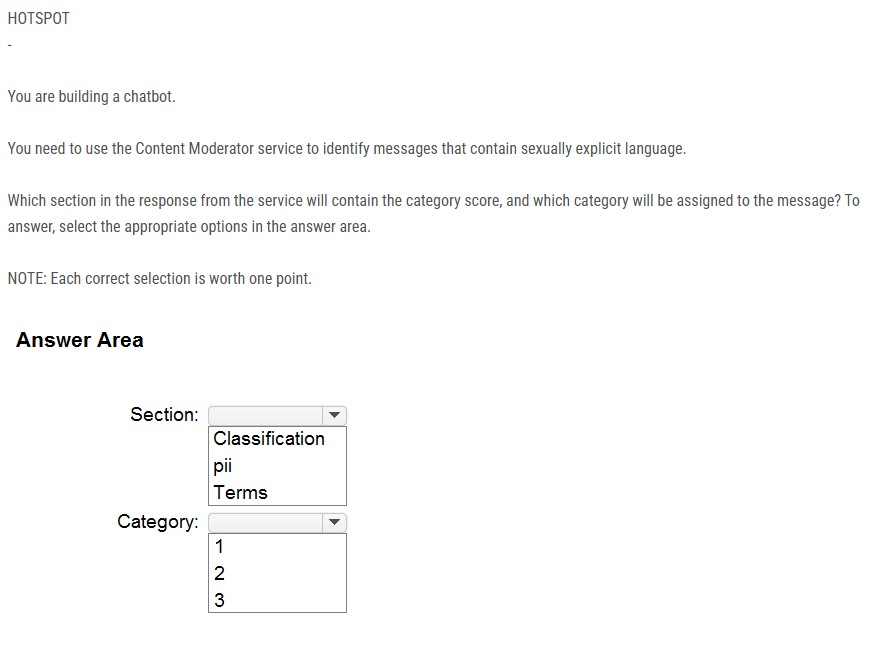 HOTSPOT
-
You are building a chatbot.
You need to use the Content Moderator service to identify messages that contain sexually explicit language.
Which section in the response from the service will contain the category score, and which category will be assigned to the message? To
answer, select the appropriate options in the answer area.
NOTE: Each correct selection is worth one point.
Answer Area
Section:
Classification
pii
Terms
Category:
1
2
3